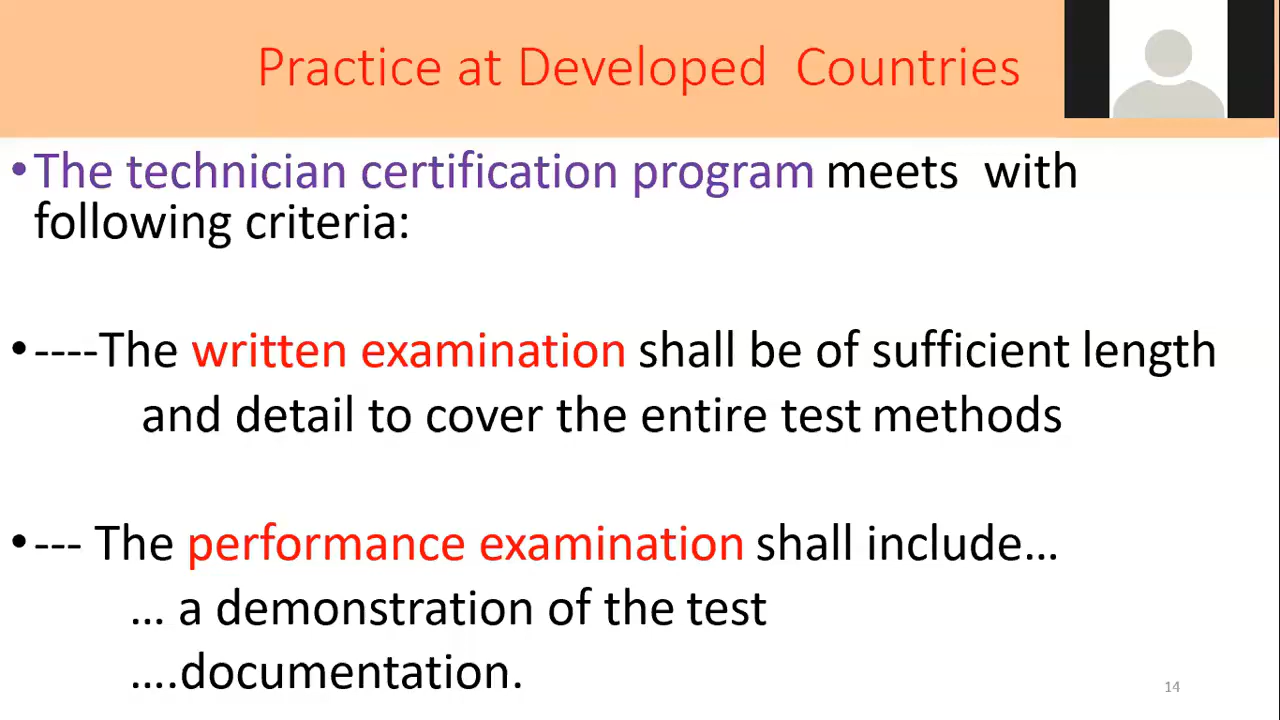 Practice at Developed  Countries
•The technician certification program meets  with
following criteria:
•----The written examination shall be of sufficient length
and detail to cover the entire test methods
•--- The performance examination shall include...
... a demonstration of the test
....documentation.
14